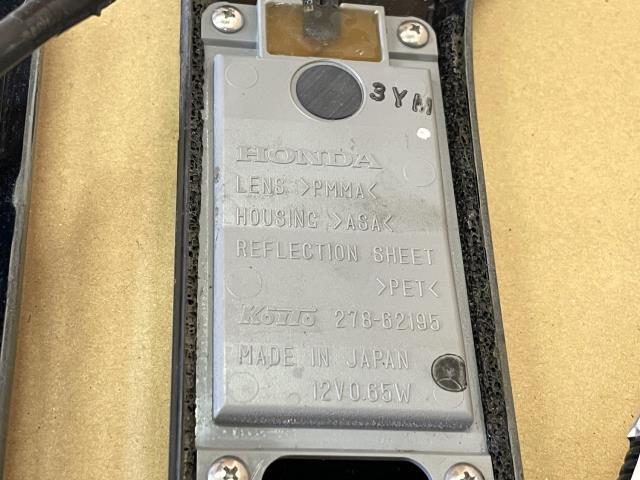 3YM
HONDA
LENS >PMMA<
HOUSING >ASA<
REFLECTION SHEET
>PET<
KOITO 278-62195
MADE IN JAPAN
12V0.65W